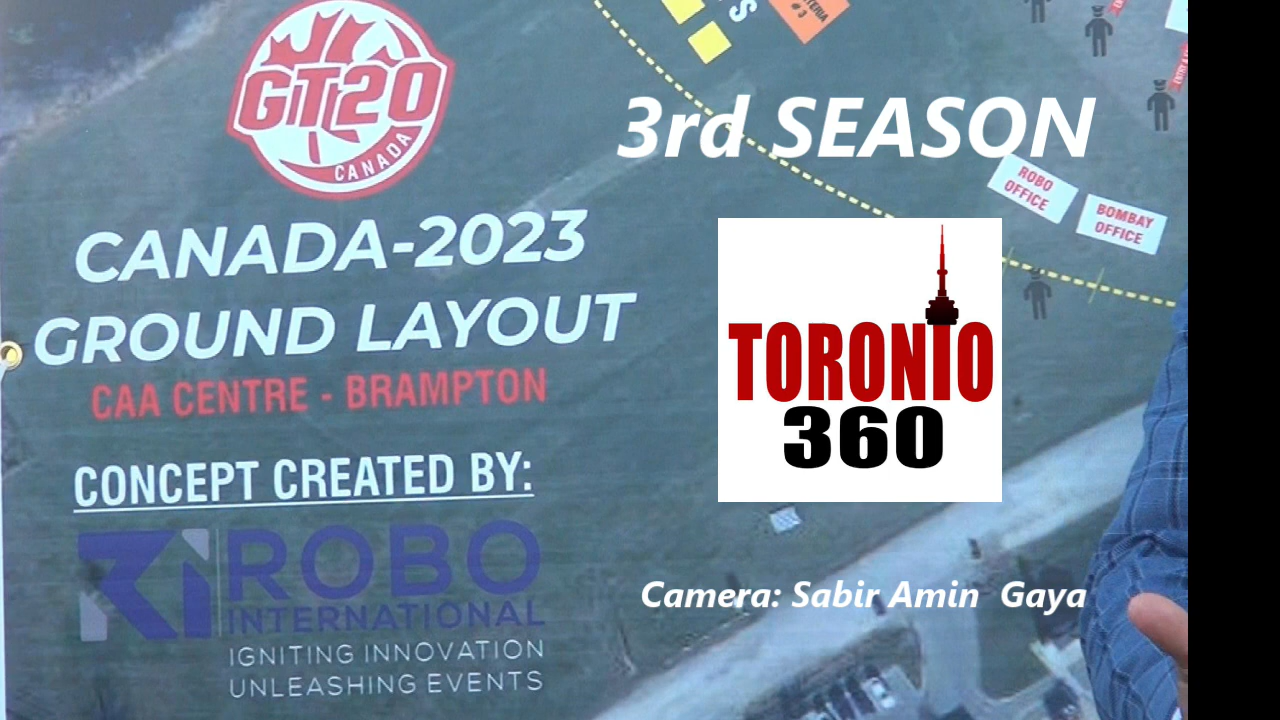 GT20
CANADA
CANADA-2023
GROUND LAYOUT
CAA CENTRE - BRAMPTON
CONCEPT CREATED BY:
ROBO
INTERNATIONAL
IGNITING INNOVATION
UNLEASHING EVENTS
# 3
3rd SEASON
ROBO
OFFICE
BOMBAY
OFFICE
TORONTO
360
Camera: Sabir Amin Gaya